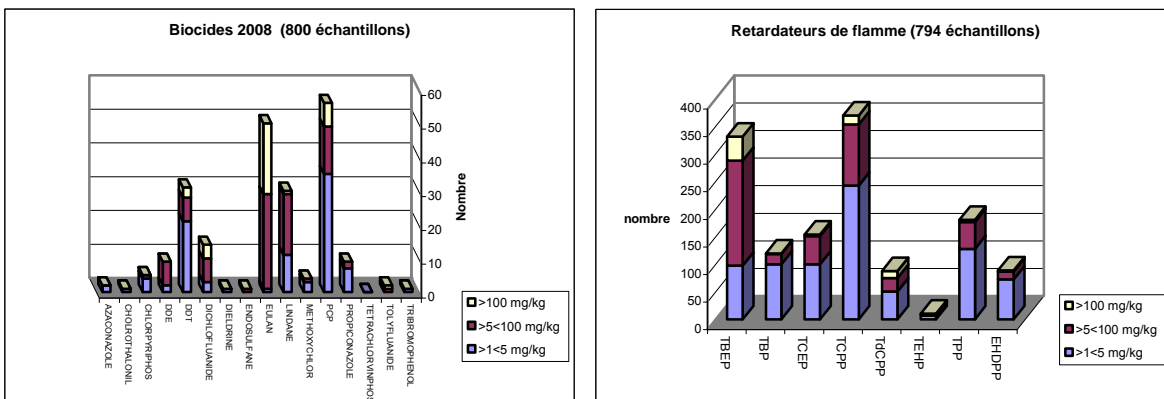 Biocides 2008 (800 échantillons)
60
50
40
30
20
10
0
Nombre
AZACONAZOLE
CHOLROTHALONIL
CHLORPYRIPHOS
DDE
DDT
DICHLOFLUANIDE
DIELDRINE
ENDOSULFANE
EULAN
LINDANE
METHOXYCHLOR
PCP
PROPICONAZOLE
TETRACHLORVINPHOS
TOLYFLUANIDE
TRIBROMOPHENOL
>100 mg/kg
>5<100 mg/kg
>1<5 mg/kg
Retardateurs de flamme (794 échantillons)
400
350
300
250
200
150
100
50
0
nombre
TBEP
TBP
TCEP
TCPP
TdCPP
TEHP
TPP
EHDPP
>100 mg/kg
>5<100 mg/kg
>1<5 mg/kg